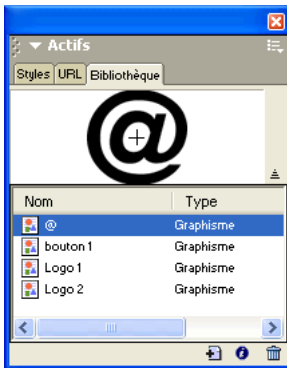 Actifs
Styles URL Bibliothèque
@
Nom Type
@ Graphisme
bouton 1 Graphisme
Logo 1 Graphisme
Logo 2 Graphisme